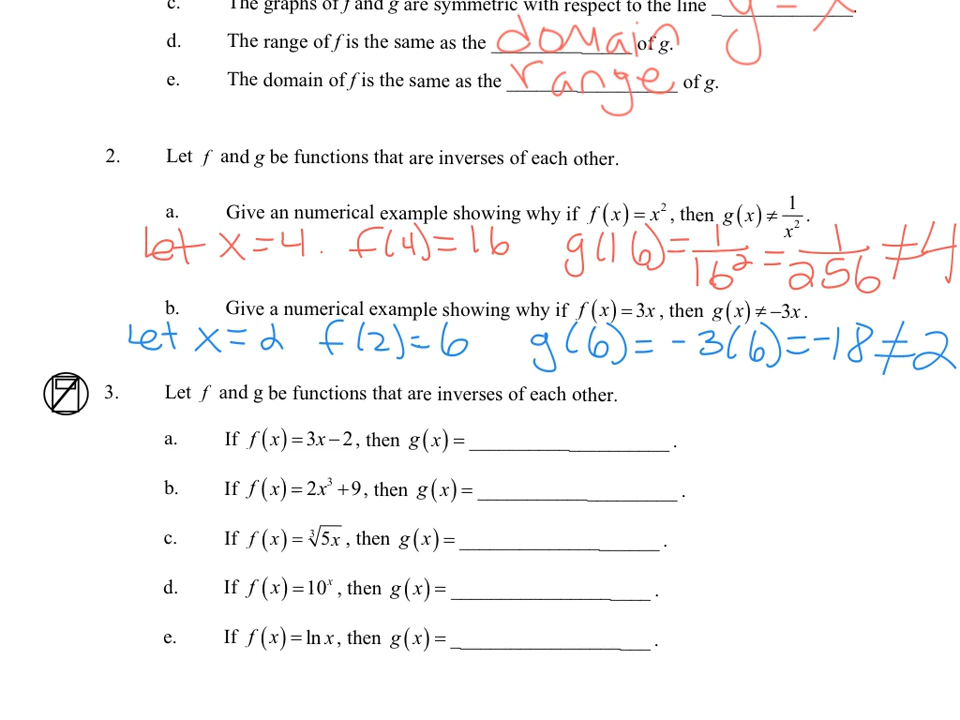 c. The graphs of f and g are symmetric with respect to the line y = x.
d. The range of f is the same as the domain of g.
e. The domain of f is the same as the range of g.
2. Let f and g be functions that are inverses of each other.
a. Give an numerical example showing why if f(x) = x², then g(x) ≠ 1/x².
let x = 4. f(4) = 16 g(16) = 1/16² = 1/256 ≠ 4
b. Give a numerical example showing why if f(x) = 3x, then g(x) ≠ −3x.
Let x = 2 f(2) = 6 g(6) = -3(6) = -18 ≠ 2
3. Let f and g be functions that are inverses of each other.
a. If f(x) = 3x − 2, then g(x) = ____________________.
b. If f(x) = 2x³ + 9, then g(x) = ____________________.
c. If f(x) = ∛5x, then g(x) = ____________________.
d. If f(x) = 10ˣ, then g(x) = ____________________.
e. If f(x) = ln x, then g(x) = ____________________.